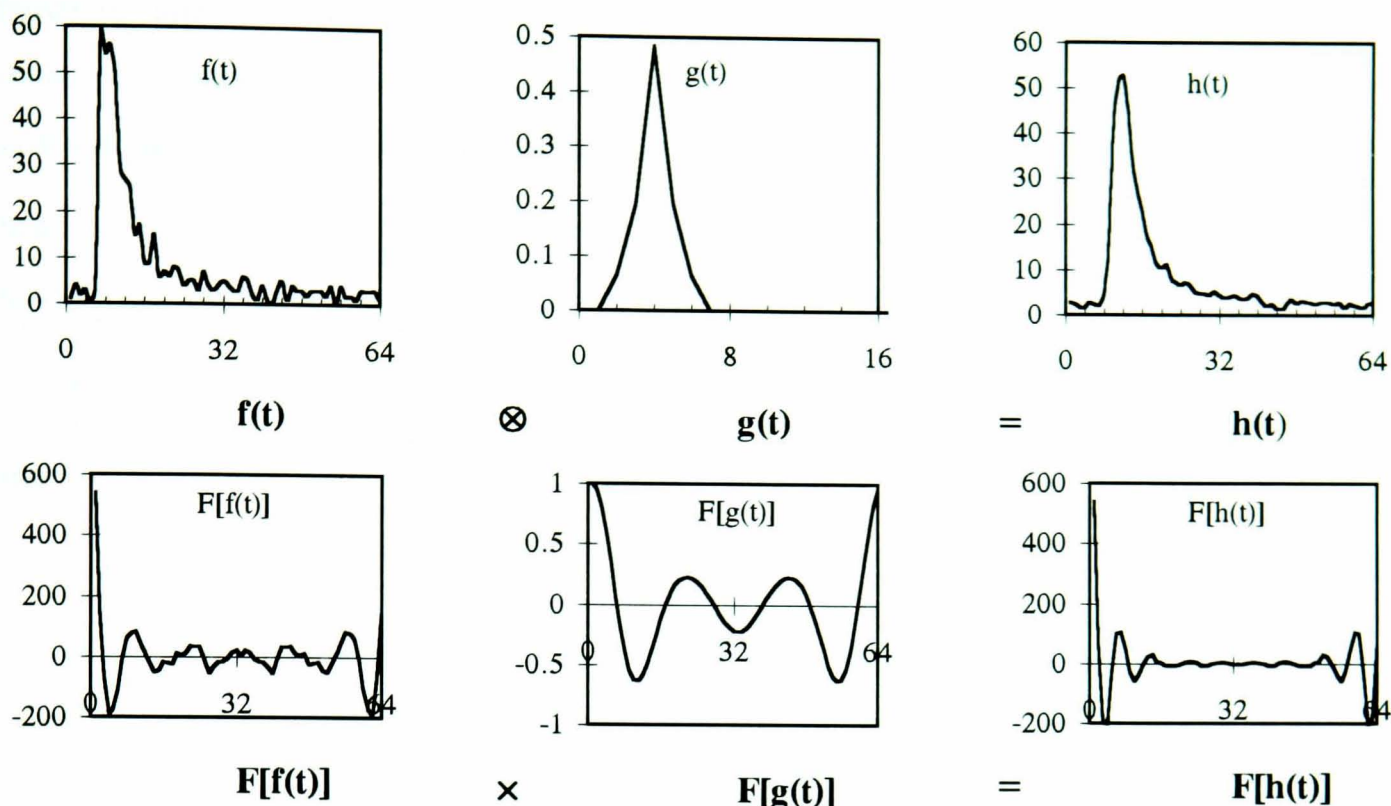 60
50
40
30
20
10
0
f(t)
0 32 64
0.5
0.4
0.3
0.2
0.1
0
g(t)
0 8 16
60
50
40
30
20
10
0
h(t)
0 32 64
f(t) ⊗ g(t) = h(t)
600
400
200
0
-200
F[f(t)]
0 32 64
1
0.5
0
-0.5
-1
F[g(t)]
0 32 64
600
400
200
0
-200
F[h(t)]
0 32 64
F[f(t)] × F[g(t)] = F[h(t)]